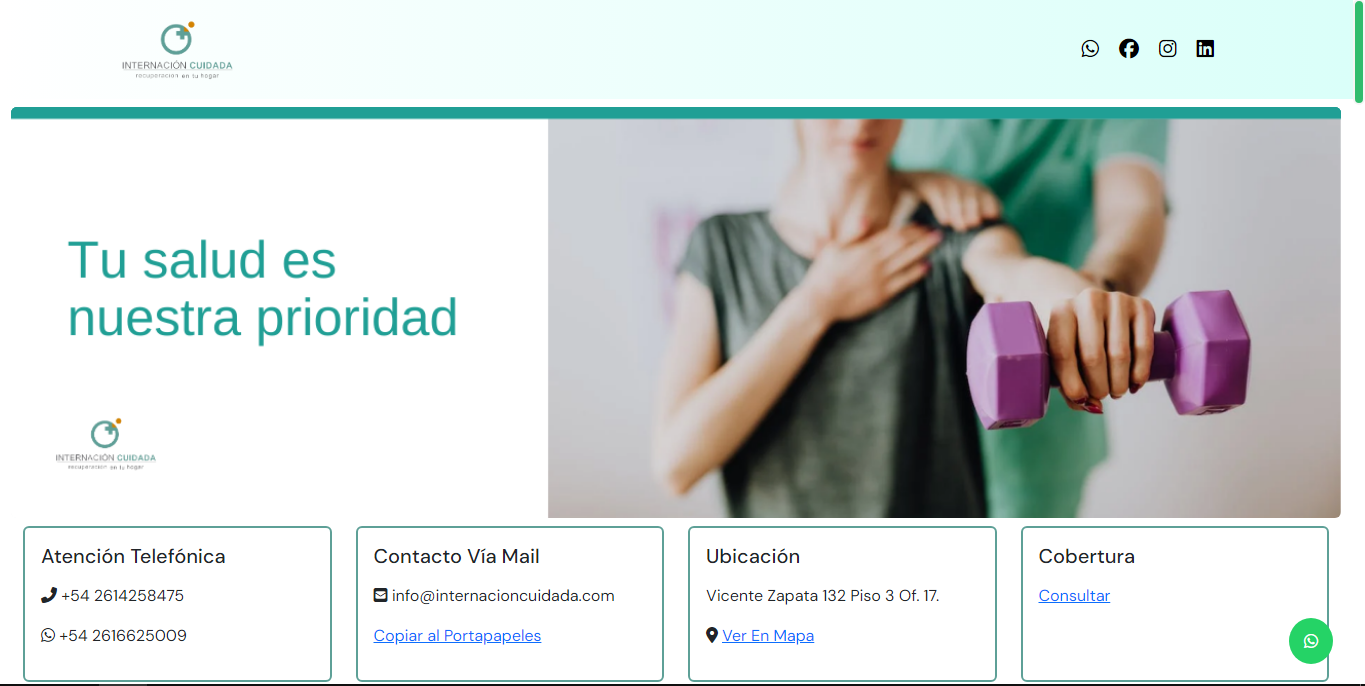 INTERNACIÓN CUIDADA
recuperación en tu hogar
Tu salud es
nuestra prioridad
INTERNACIÓN CUIDADA
recuperación en tu hogar
Atención Telefónica
+54 2614258475
+54 2616625009
Contacto Vía Mail
info@internacioncuidada.com
Copiar al Portapapeles
Ubicación
Vicente Zapata 132 Piso 3 Of. 17.
Ver En Mapa
Cobertura
Consultar